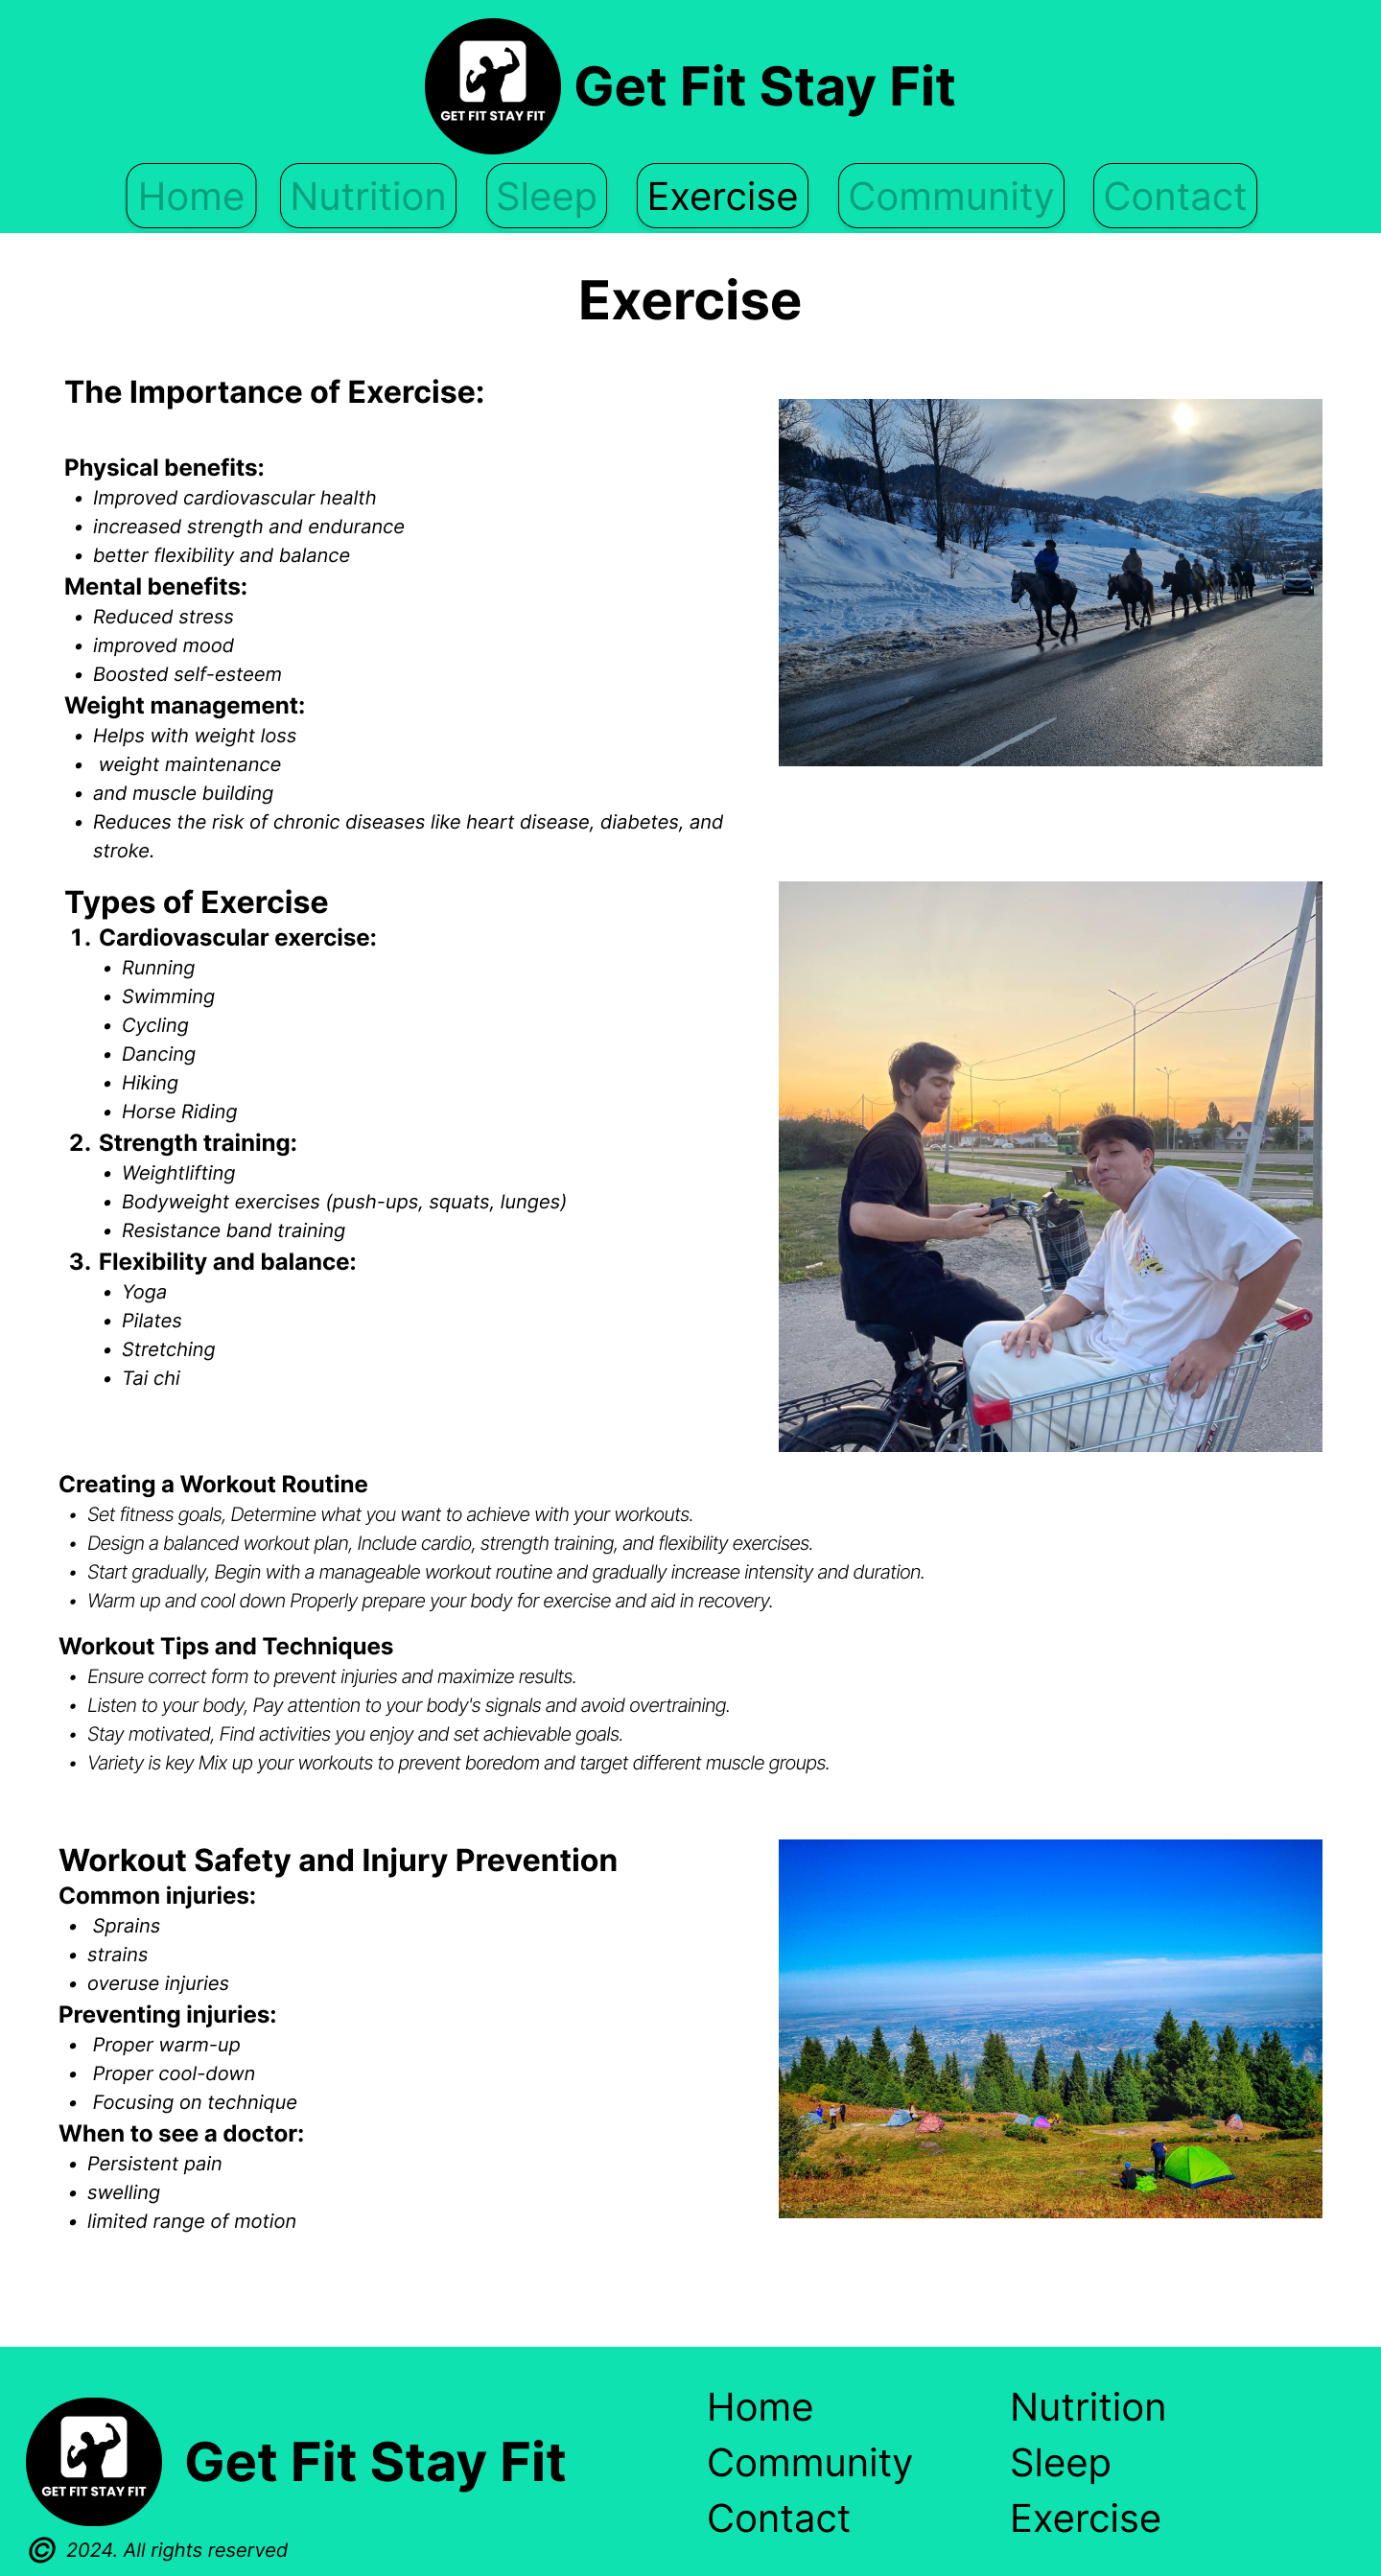 GET FIT STAY FIT
Get Fit Stay Fit
Home Nutrition Sleep Exercise Community Contact
Exercise
The Importance of Exercise:
Physical benefits:
• Improved cardiovascular health
• increased strength and endurance
• better flexibility and balance
Mental benefits:
• Reduced stress
• improved mood
• Boosted self-esteem
Weight management:
• Helps with weight loss
• weight maintenance
• and muscle building
• Reduces the risk of chronic diseases like heart disease, diabetes, and
stroke.
Types of Exercise
1. Cardiovascular exercise:
• Running
• Swimming
• Cycling
• Dancing
• Hiking
• Horse Riding
2. Strength training:
• Weightlifting
• Bodyweight exercises (push-ups, squats, lunges)
• Resistance band training
3. Flexibility and balance:
• Yoga
• Pilates
• Stretching
• Tai chi
Creating a Workout Routine
• Set fitness goals, Determine what you want to achieve with your workouts.
• Design a balanced workout plan, Include cardio, strength training, and flexibility exercises.
• Start gradually, Begin with a manageable workout routine and gradually increase intensity and duration.
• Warm up and cool down Properly prepare your body for exercise and aid in recovery.
Workout Tips and Techniques
• Ensure correct form to prevent injuries and maximize results.
• Listen to your body, Pay attention to your body's signals and avoid overtraining.
• Stay motivated, Find activities you enjoy and set achievable goals.
• Variety is key Mix up your workouts to prevent boredom and target different muscle groups.
Workout Safety and Injury Prevention
Common injuries:
• Sprains
• strains
• overuse injuries
Preventing injuries:
• Proper warm-up
• Proper cool-down
• Focusing on technique
When to see a doctor:
• Persistent pain
• swelling
• limited range of motion
GET FIT STAY FIT
Get Fit Stay Fit
© 2024. All rights reserved
Home
Community
Contact
Nutrition
Sleep
Exercise